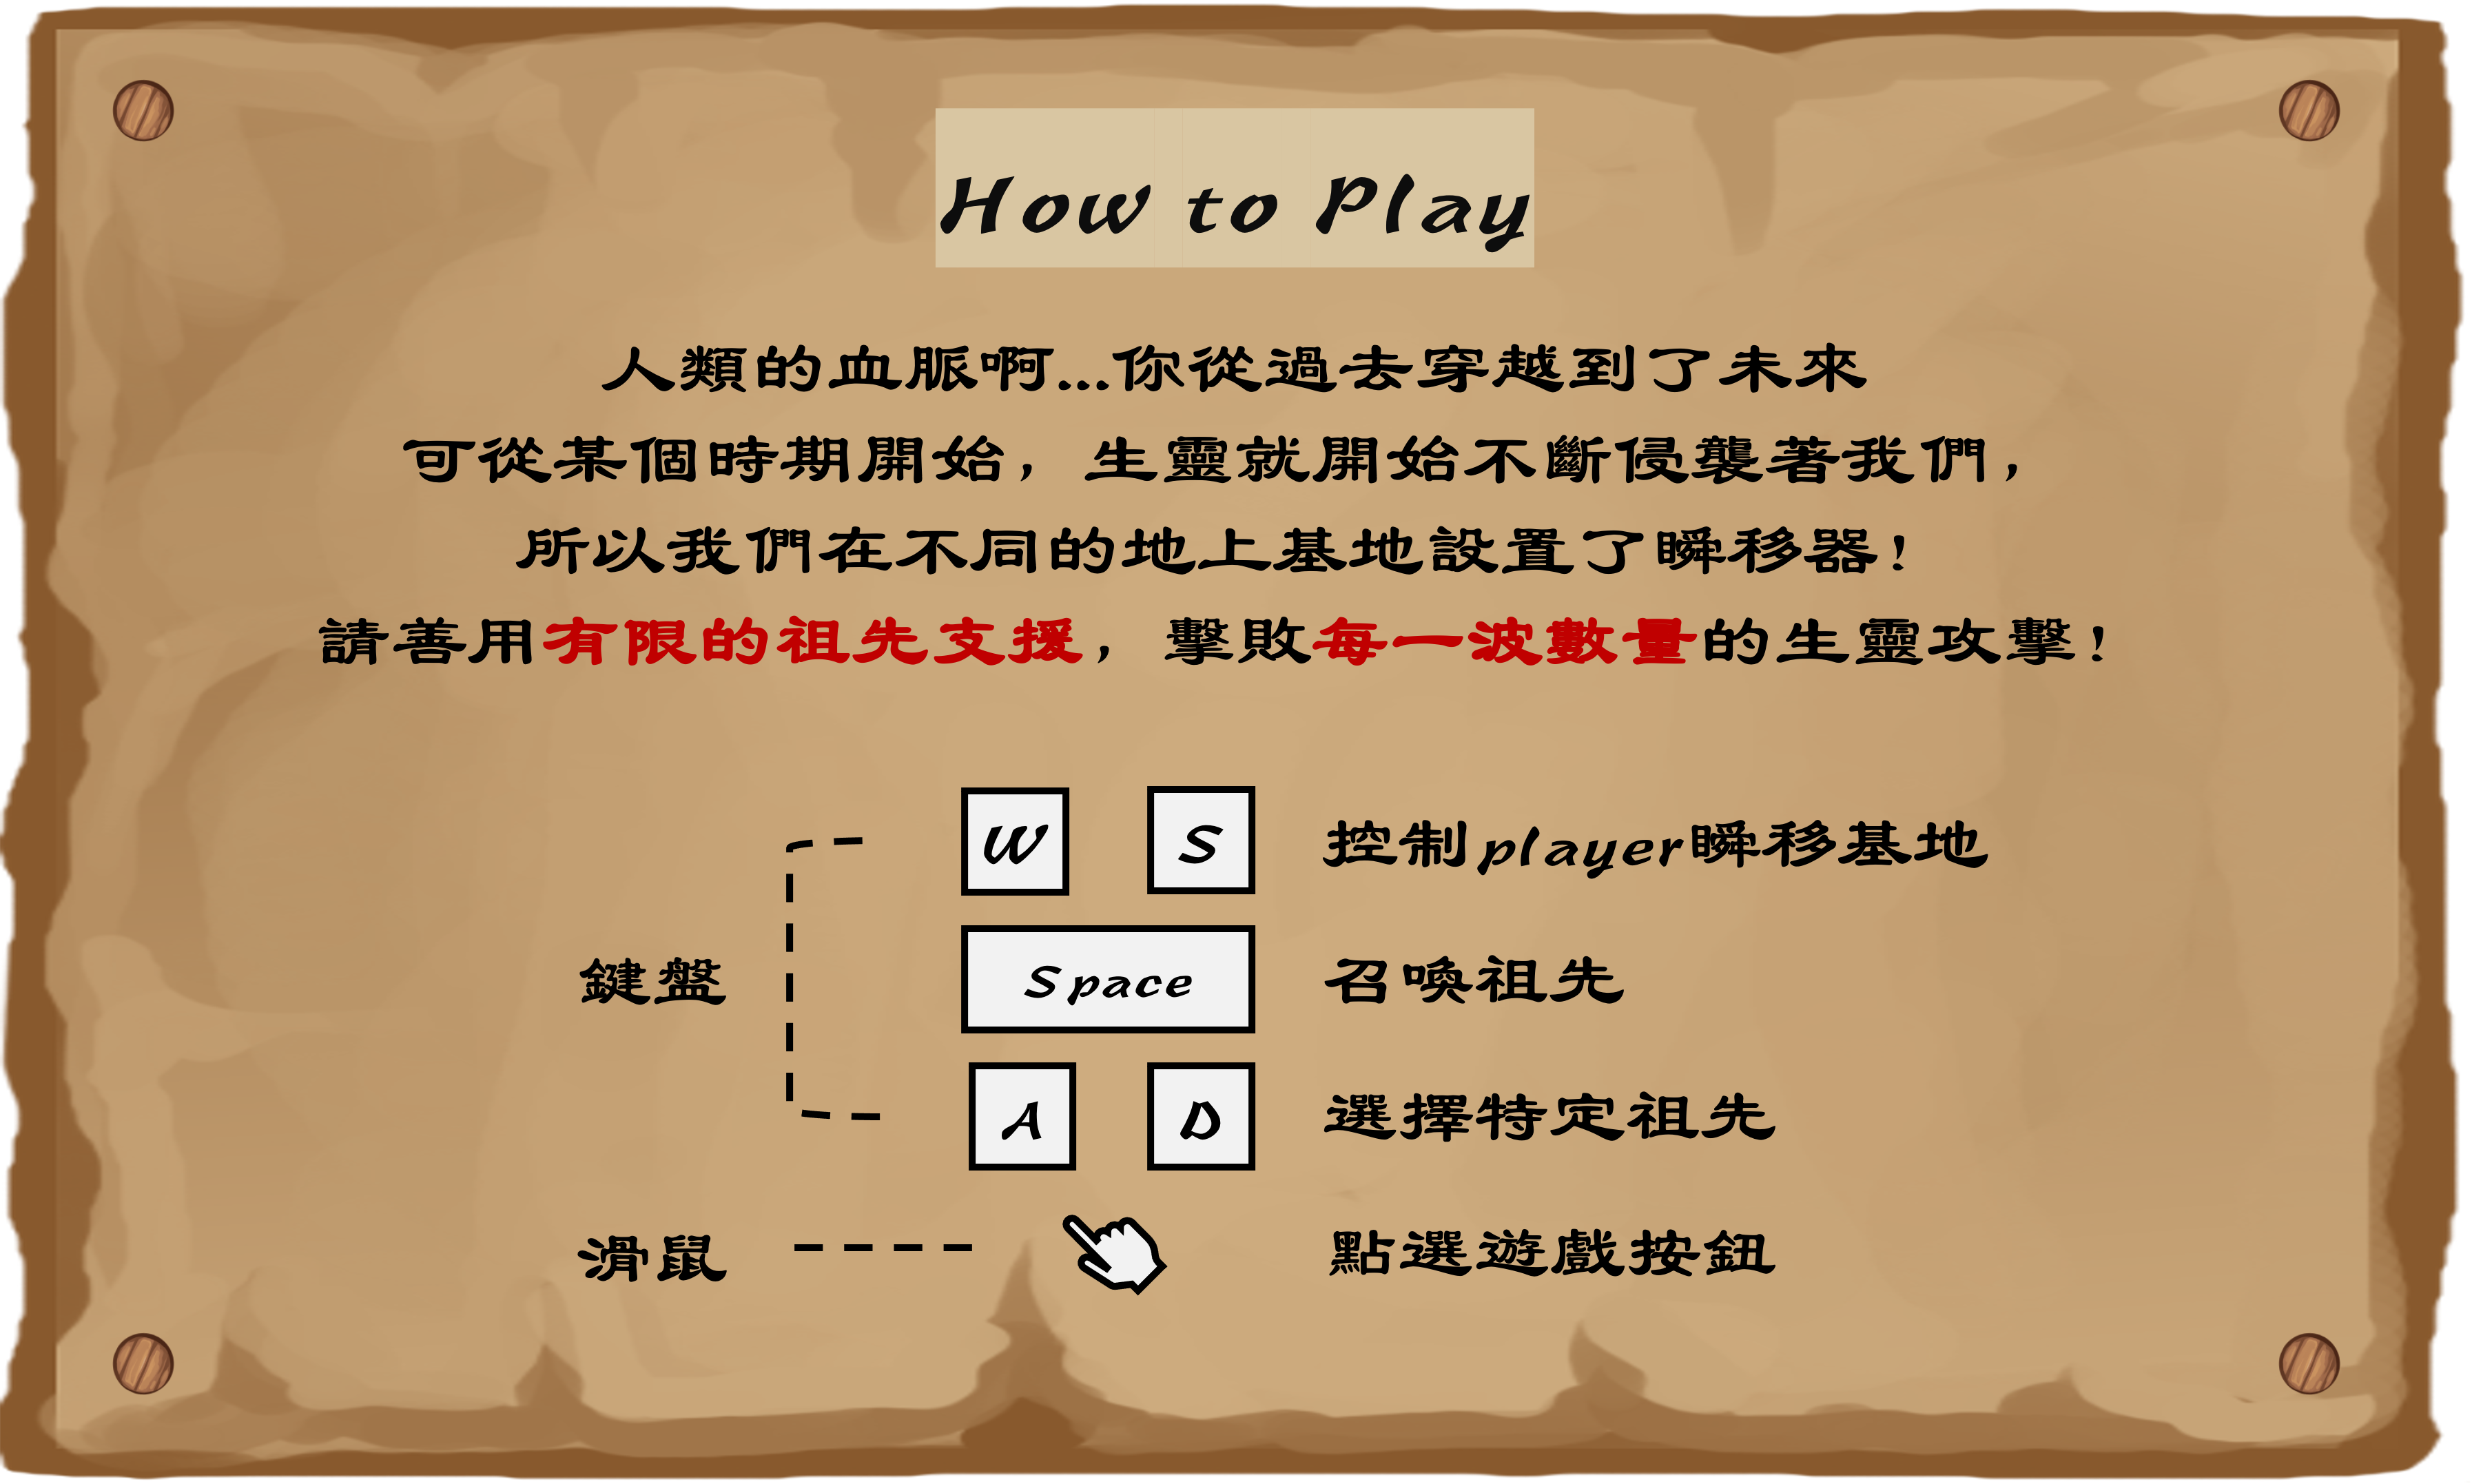 How to Play
人類的血脈啊...你從過去穿越到了未來
可從某個時期開始，生靈就開始不斷侵襲著我們，
所以我們在不同的地上基地設置了瞬移器！
請善用有限的祖先支援，擊敗每一波數量的生靈攻擊！
W S 控制player瞬移基地
鍵盤 Space 召喚祖先
A D 選擇特定祖先
滑鼠 點選遊戲按鈕